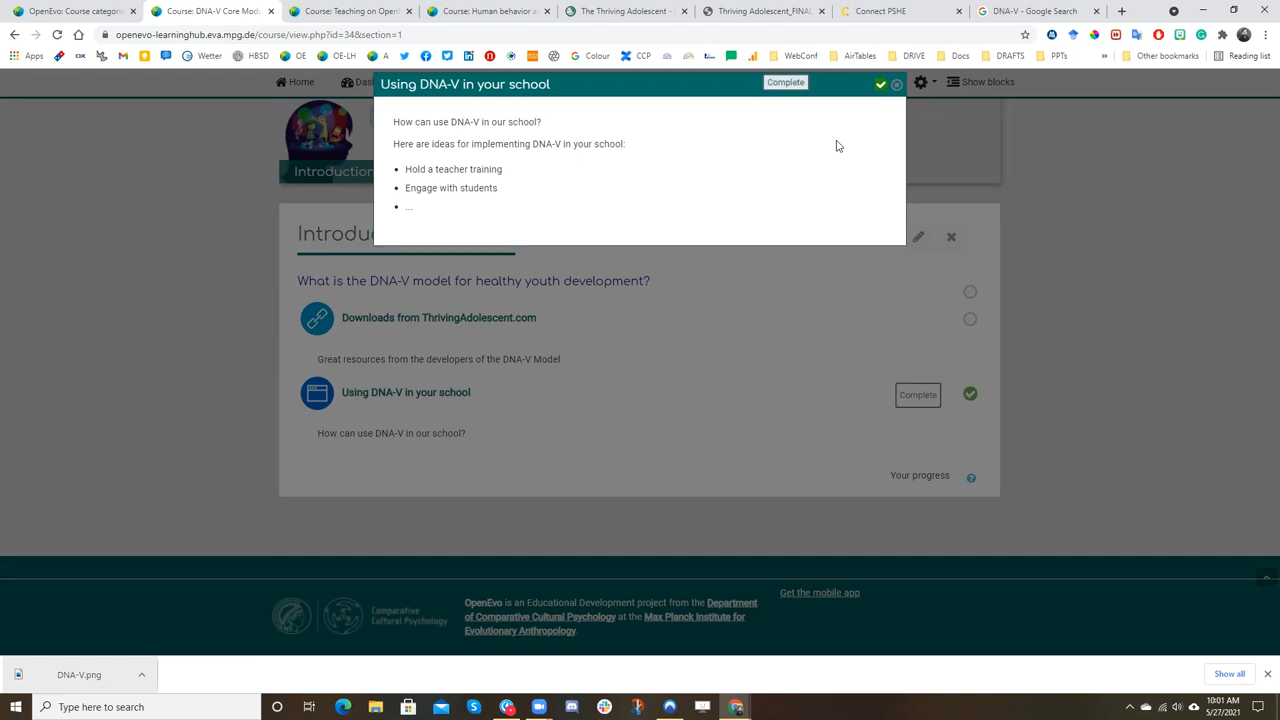 OpenEvo: Course categorie
Course: DNA-V Core Model
Course: Teaching on Open
Course: Human behavior a
The Thriving Adolescent -
Thriving Adolescent_FINAL
Connect PSHE
DNA-V - Google Search
openevo-learninghub.eva.mpg.de/course/view.php?id=34&section=1
Apps
Wetter
HBSD
OE
OE-LH
A
Colour
CCP
WebConf
AirTables
DRIVE
Docs
DRAFTS
PPTs
»
Other bookmarks
Reading list
Home
Dash
Show blocks
Using DNA-V in your school
Complete
How can use DNA-V in our school?
Here are ideas for implementing DNA-V in your school:
• Hold a teacher training
• Engage with students
• ...
Introduction
Introduc
What is the DNA-V model for healthy youth development?
Downloads from ThrivingAdolescent.com
Great resources from the developers of the DNA-V Model
Using DNA-V in your school
Complete
How can use DNA-V in our school?
Your progress
Comparative
Cultural Psychology
OpenEvo is an Educational Development project from the Department
of Comparative Cultural Psychology at the Max Planck Institute for
Evolutionary Anthropology.
Get the mobile app
DNA-V.png
Show all
Type here to search
10:01 AM
5/27/2021